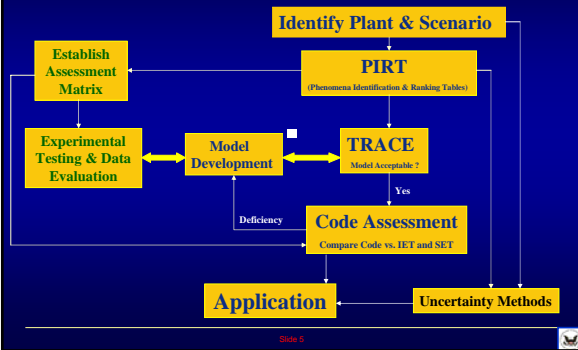 Identify Plant & Scenario
Establish
Assessment
Matrix
PIRT
(Phenomena Identification & Ranking Tables)
Experimental
Testing & Data
Evaluation
Model
Development
TRACE
Model Acceptable ?
Yes
Deficiency
Code Assessment
Compare Code vs. IET and SET
Application
Uncertainty Methods
Slide 5